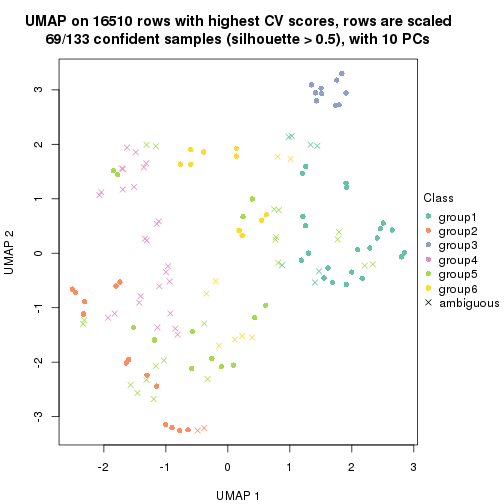 UMAP on 16510 rows with highest CV scores, rows are scaled
69/133 confident samples (silhouette > 0.5), with 10 PCs
UMAP 2
3
2
1
0
-1
-2
-3
-2
-1
0
1
2
3
UMAP 1
Class
group1
group2
group3
group4
group5
group6
ambiguous